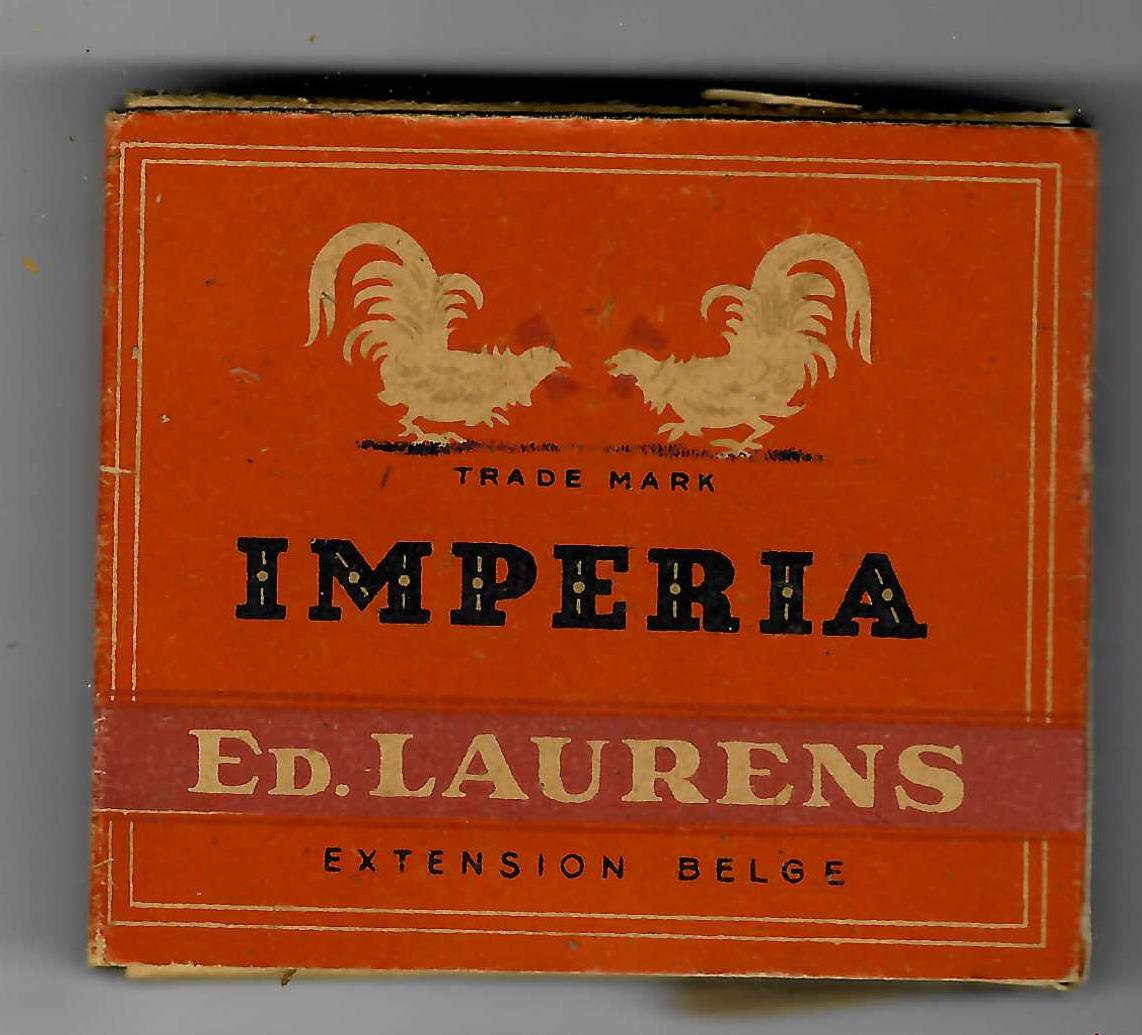 TRADE MARK
IMPERIA
ED. LAURENS
EXTENSION BELGE